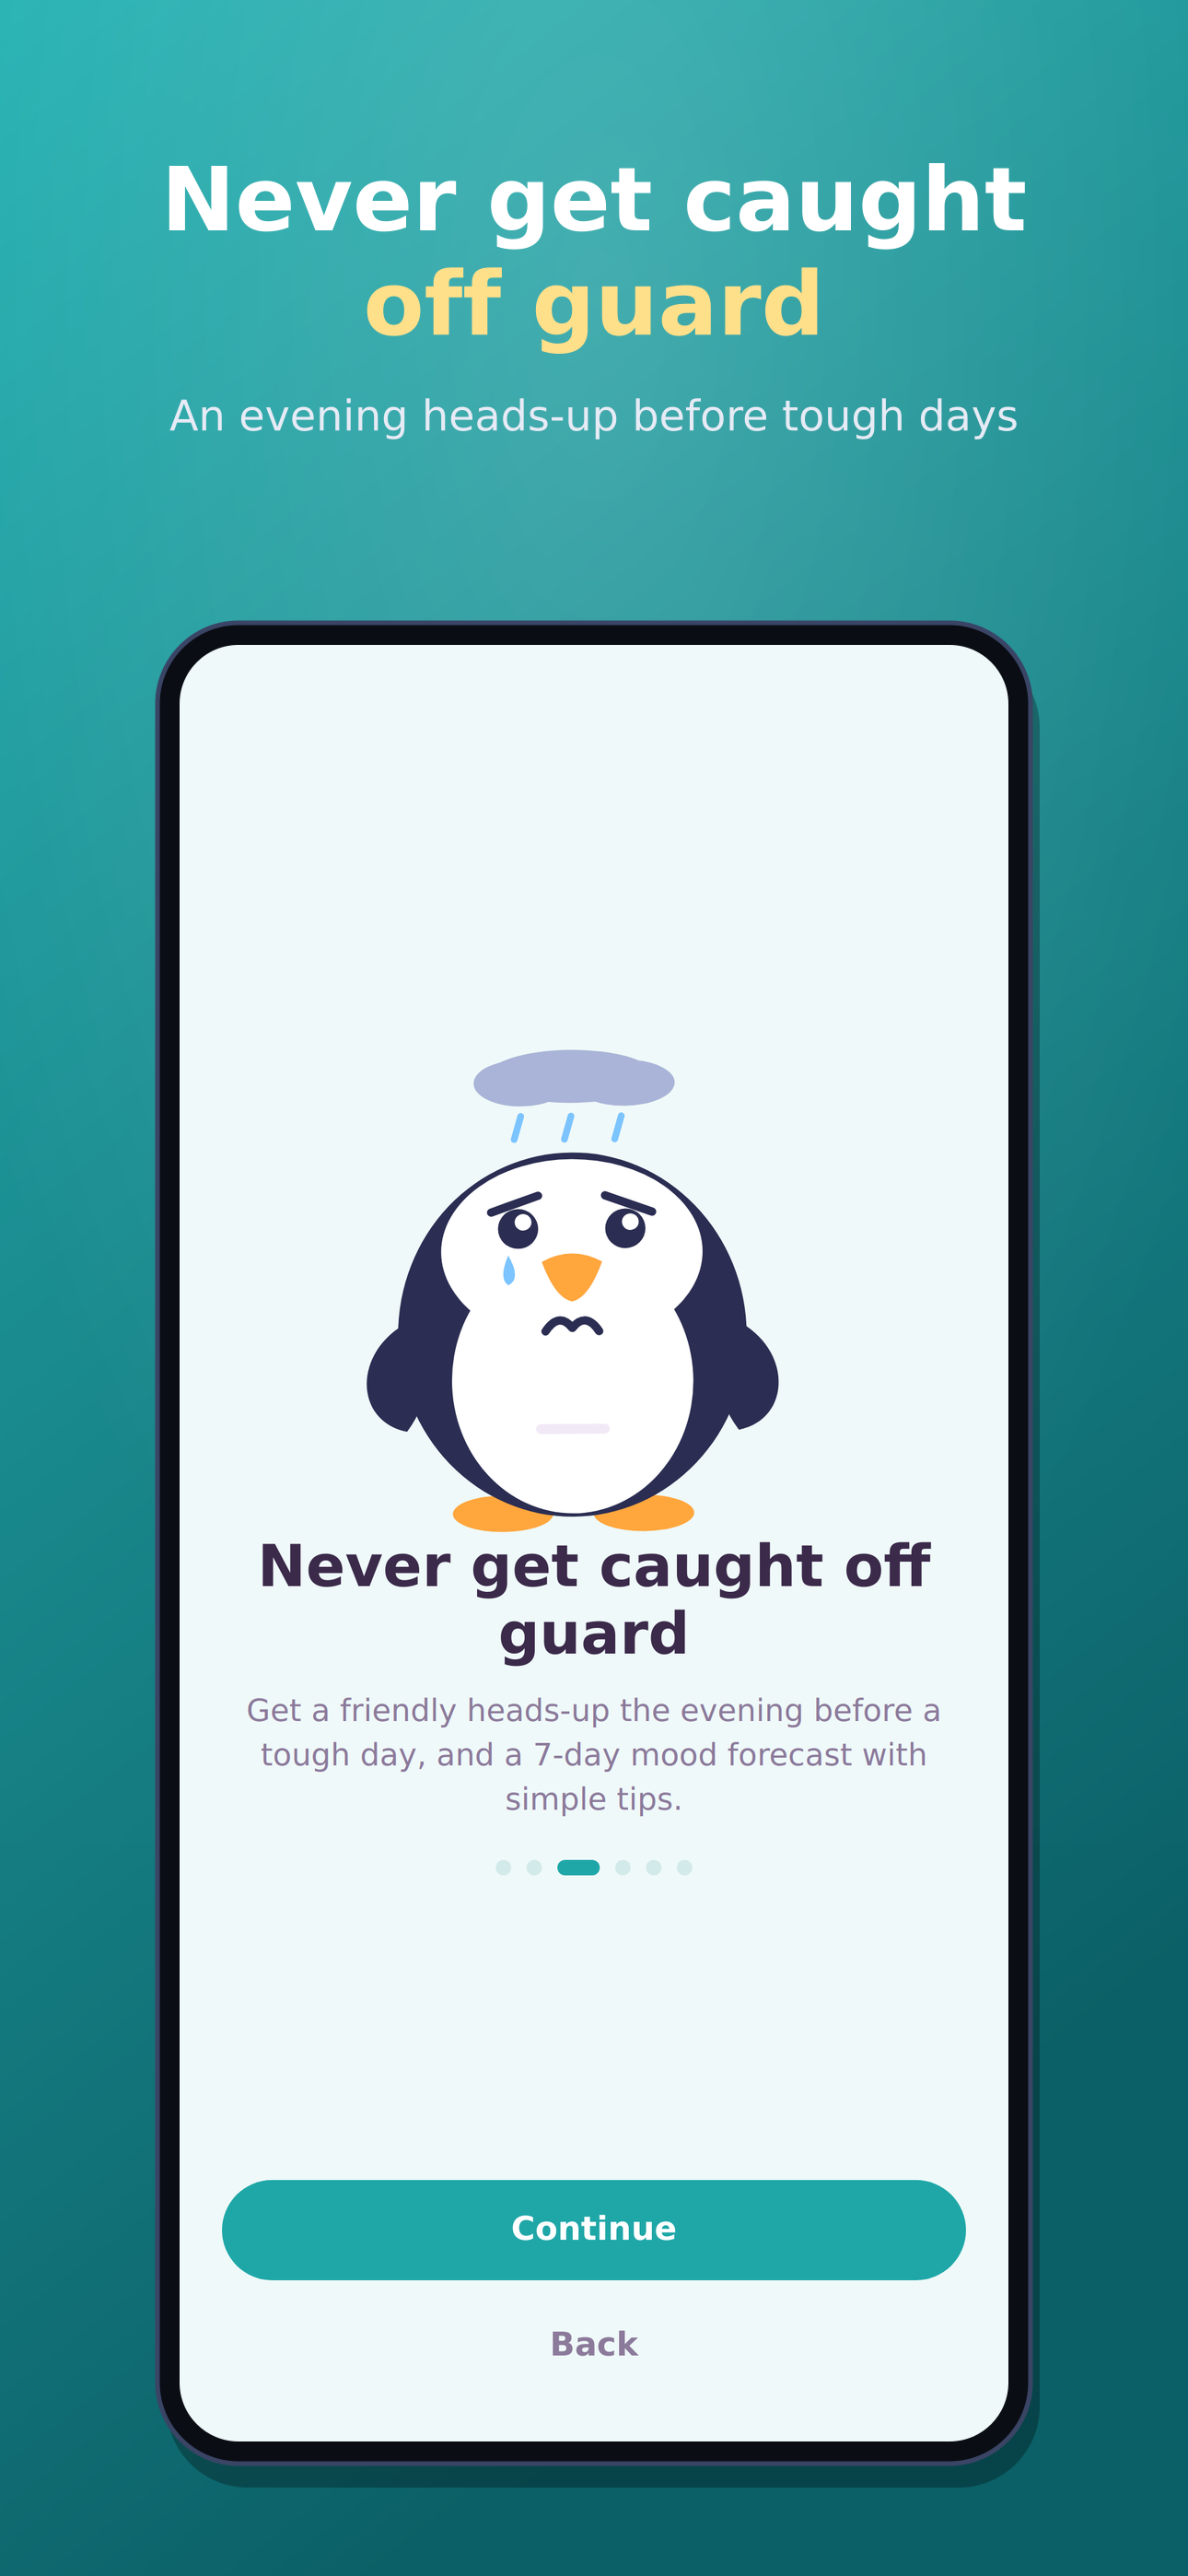 Never get caught
off guard
An evening heads-up before tough days
Never get caught off
guard
Get a friendly heads-up the evening before a
tough day, and a 7-day mood forecast with
simple tips.
Continue
Back